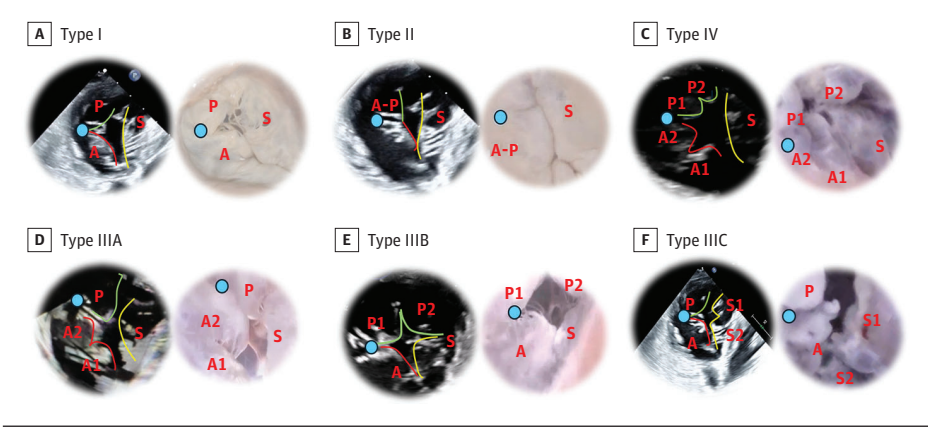 A Type I
P
S
A
P
S
A
B Type II
A-P
S
S
A-P
C Type IV
P2
P1
S
A2
A1
P2
P1
S
A2
A1
D Type IIIA
P
A2
S
A1
P
A2
S
A1
E Type IIIB
P2
P1
S
A
P1
P2
S
A
F Type IIIC
P
S1
S2
A
P
S1
A
S2